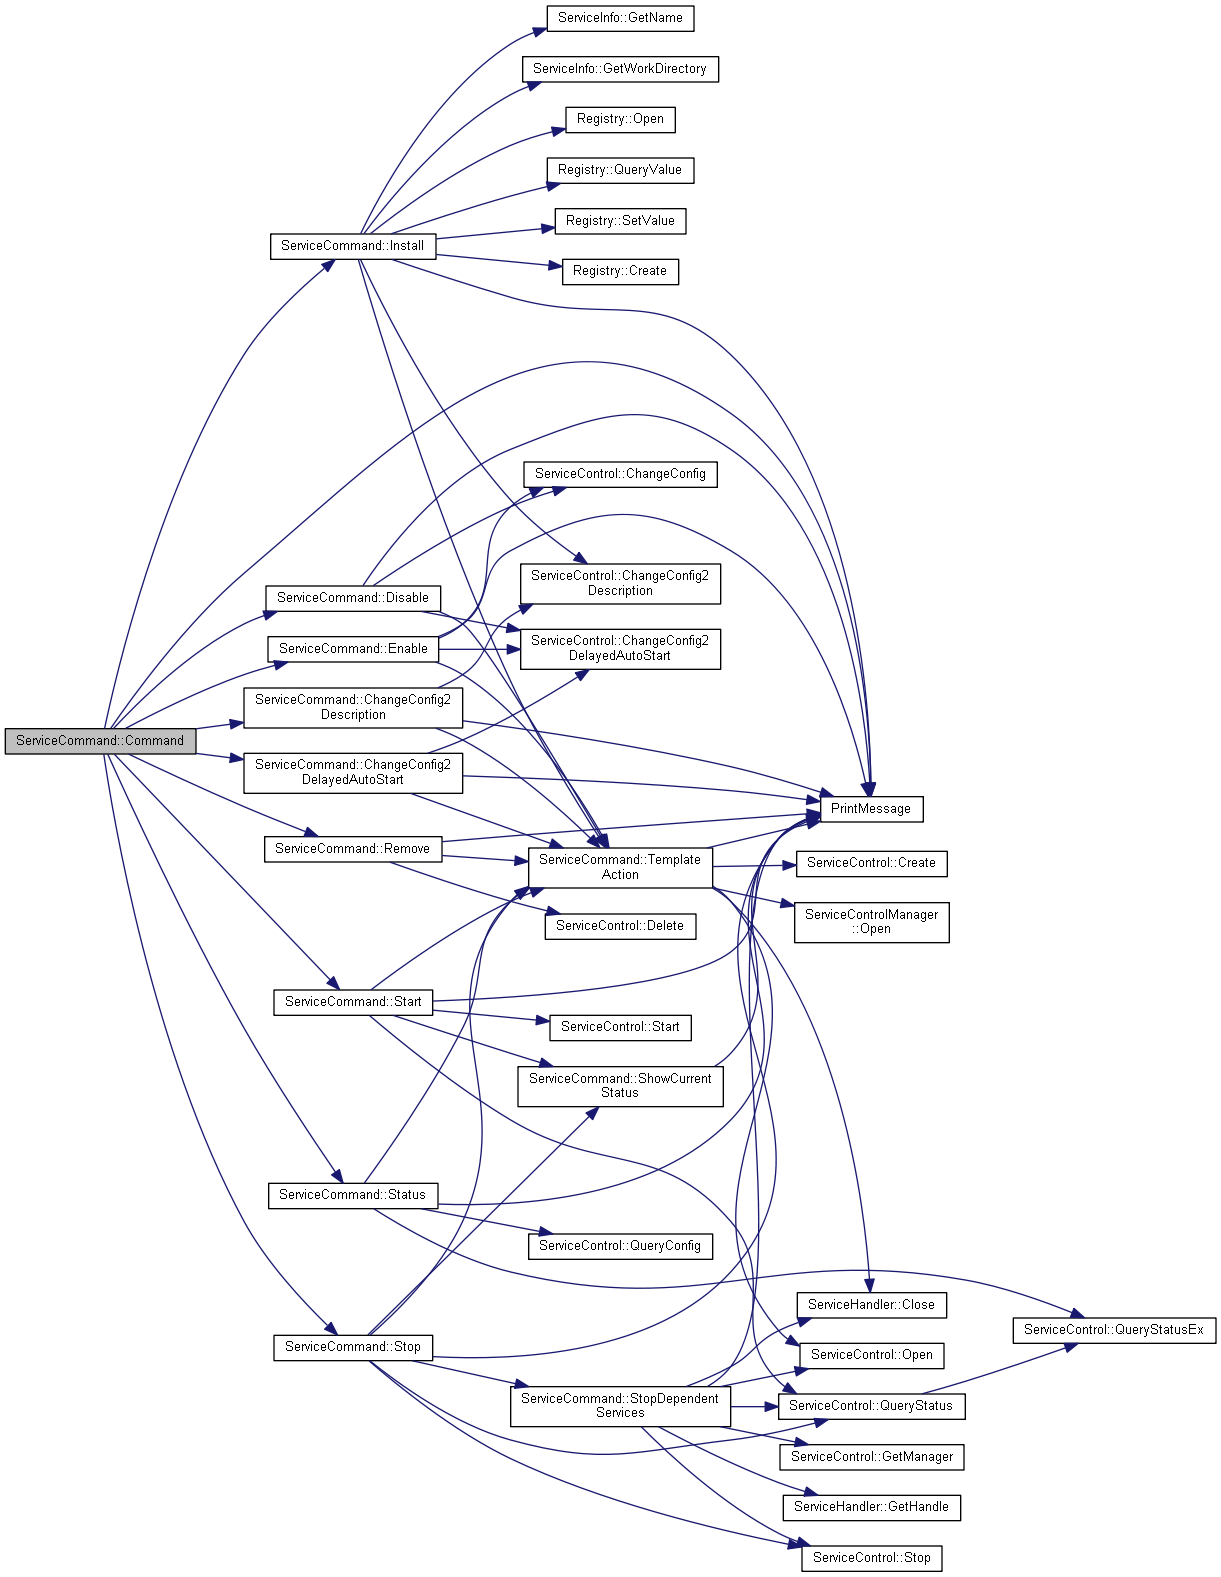 ServiceInfo::GetName
ServiceInfo::GetWorkDirectory
Registry::Open
Registry::QueryValue
Registry::SetValue
ServiceCommand::Install
Registry::Create
ServiceControl::ChangeConfig
ServiceControl::ChangeConfig2
Description
ServiceCommand::Disable
ServiceControl::ChangeConfig2
DelayedAutoStart
ServiceCommand::Enable
ServiceCommand::ChangeConfig2
Description
ServiceCommand::Command
ServiceCommand::ChangeConfig2
DelayedAutoStart
PrintMessage
ServiceCommand::Remove
ServiceCommand::Template
Action
ServiceControl::Create
ServiceControlManager
::Open
ServiceControl::Delete
ServiceCommand::Start
ServiceControl::Start
ServiceCommand::ShowCurrent
Status
ServiceCommand::Status
ServiceControl::QueryConfig
ServiceHandler::Close
ServiceControl::QueryStatusEx
ServiceCommand::Stop
ServiceControl::Open
ServiceCommand::StopDependent
Services
ServiceControl::QueryStatus
ServiceControl::GetManager
ServiceHandler::GetHandle
ServiceControl::Stop